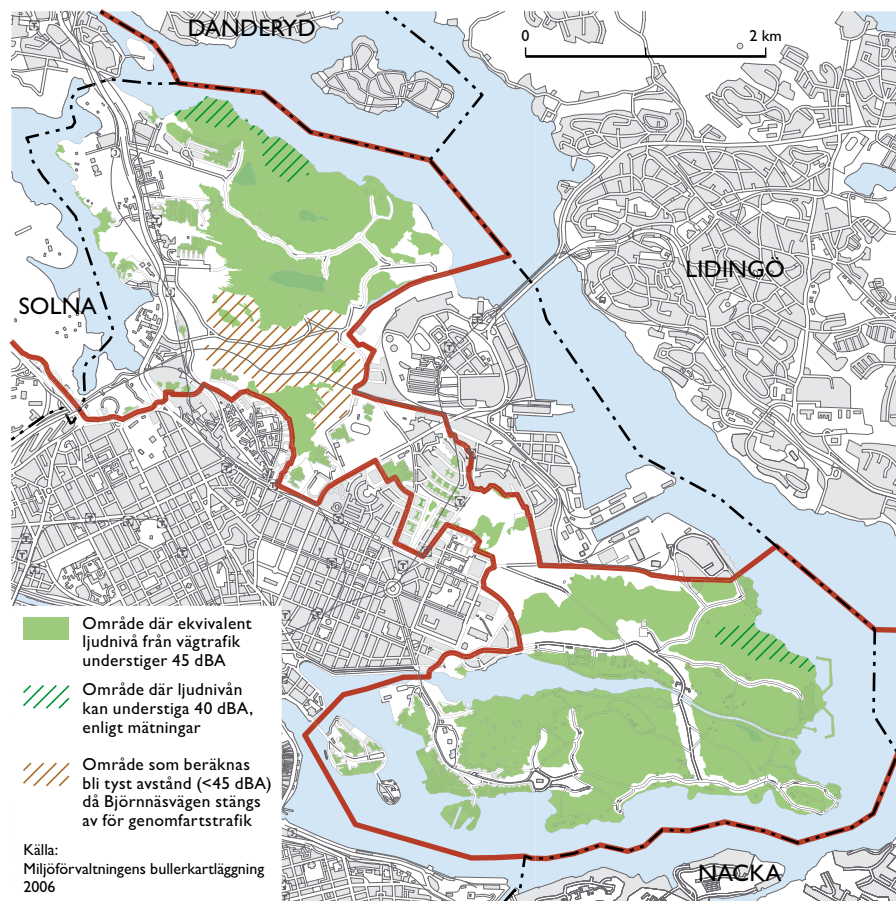 DANDERYD
0 2 km
LIDINGÖ
SOLNA
Område där ekvivalent
ljudnivå från vägtrafik
understiger 45 dBA
Område där ljudnivån
kan understiga 40 dBA,
enligt mätningar
Område som beräknas
bli tyst avstånd (<45 dBA)
då Björnnäsvägen stängs
av för genomfartstrafik
Källa:
Miljöförvaltningens bullerkartläggning
2006
NACKA